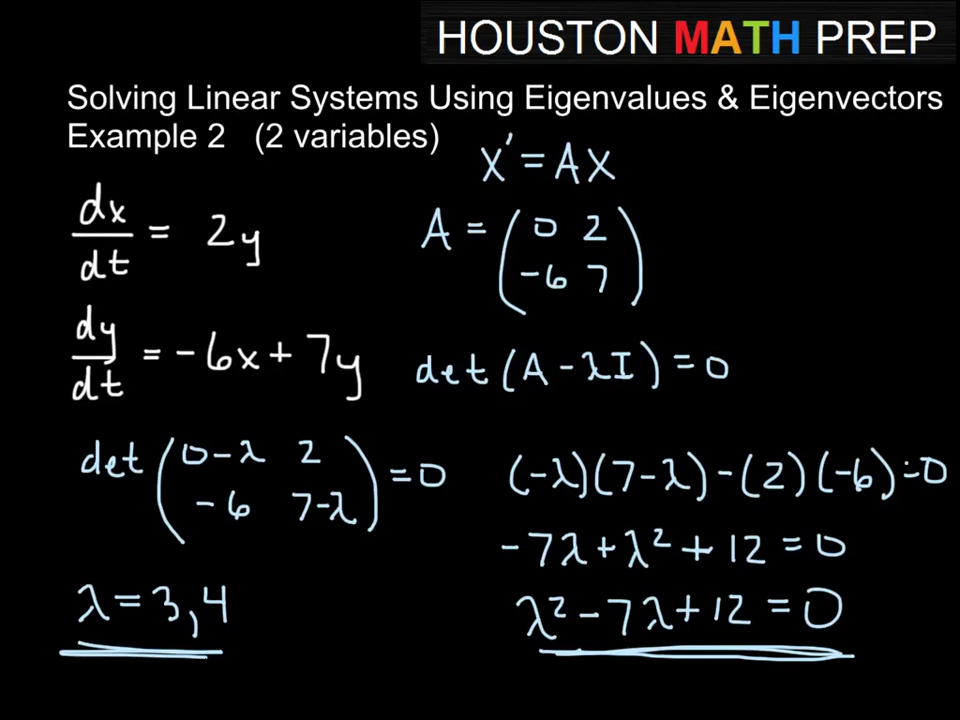 HOUSTON MATH PREP
Solving Linear Systems Using Eigenvalues & Eigenvectors
Example 2 (2 variables)
x' = Ax
dx/dt = 2y
A = (0 2
-6 7)
dy/dt = -6x + 7y
det(A - λI) = 0
det(0-λ 2
-6 7-λ) = 0
(-λ)(7-λ) - (2)(-6) = 0
-7λ + λ² + 12 = 0
λ = 3, 4
λ² - 7λ + 12 = 0